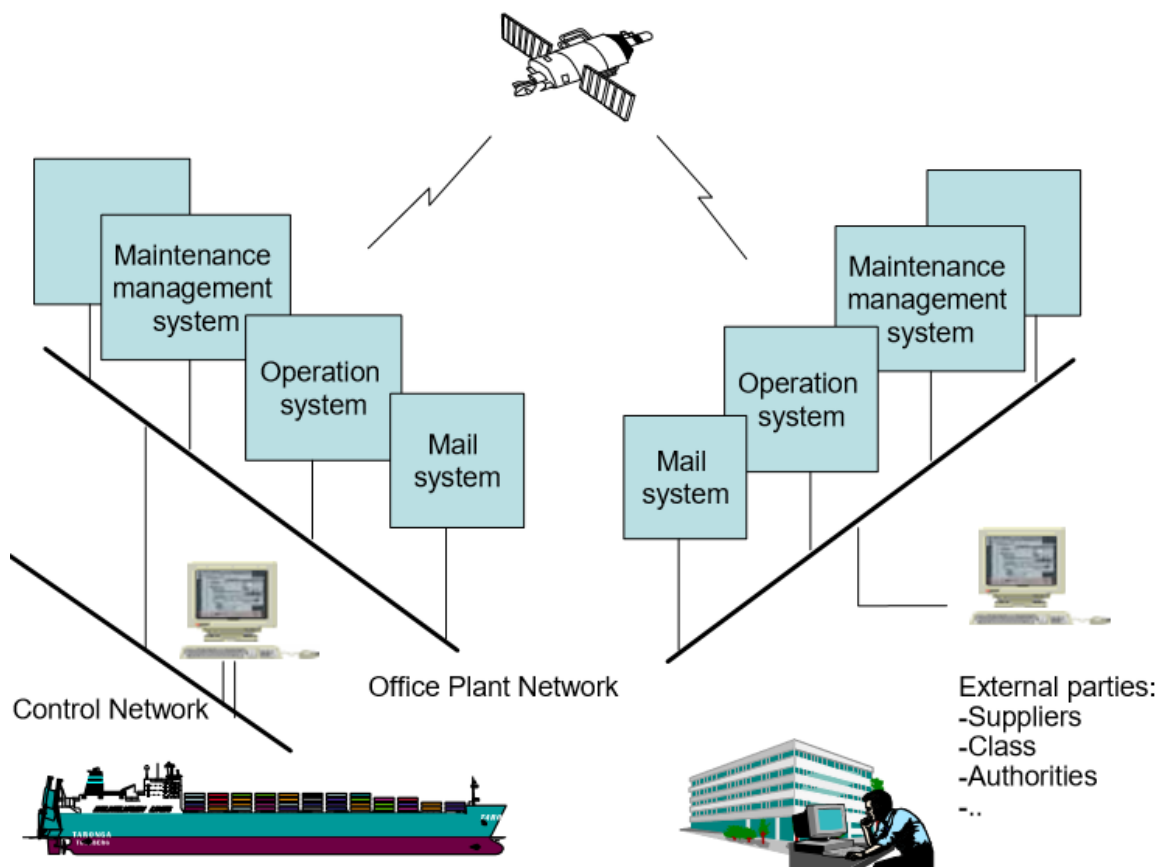 Maintenance
management
system
Operation
system
Mail
system
Maintenance
management
system
Operation
system
Mail
system
Control Network
Office Plant Network
External parties:
-Suppliers
-Class
-Authorities
-..
TARONGA